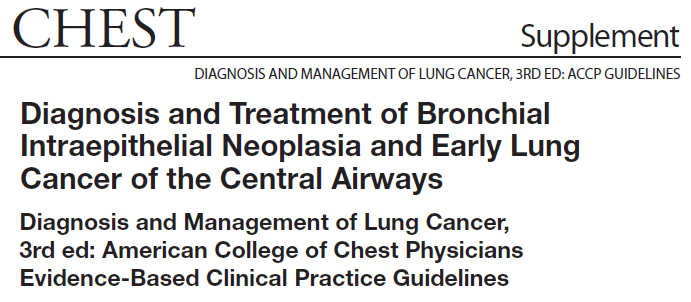 CHEST
Supplement
DIAGNOSIS AND MANAGEMENT OF LUNG CANCER, 3RD ED: ACCP GUIDELINES
Diagnosis and Treatment of Bronchial
Intraepithelial Neoplasia and Early Lung
Cancer of the Central Airways
Diagnosis and Management of Lung Cancer,
3rd ed: American College of Chest Physicians
Evidence-Based Clinical Practice Guidelines